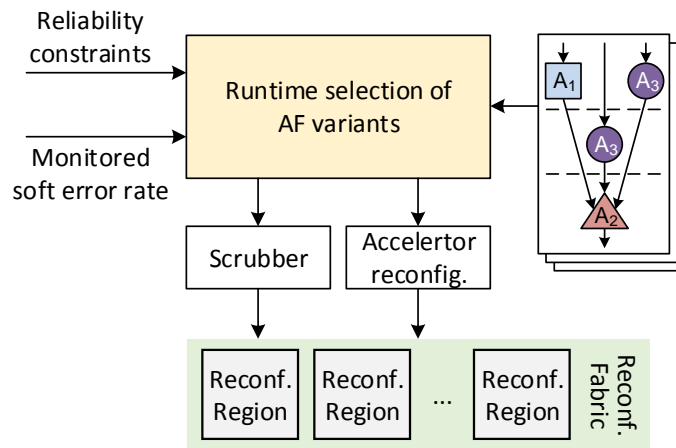 Reliability
constraints
Monitored
soft error rate
Runtime selection of
AF variants
A1
A3
A3
A2
Scrubber
Accelertor
reconfig.
Reconf.
Region
Reconf.
Region
...
Reconf.
Region
Reconf.
Fabric